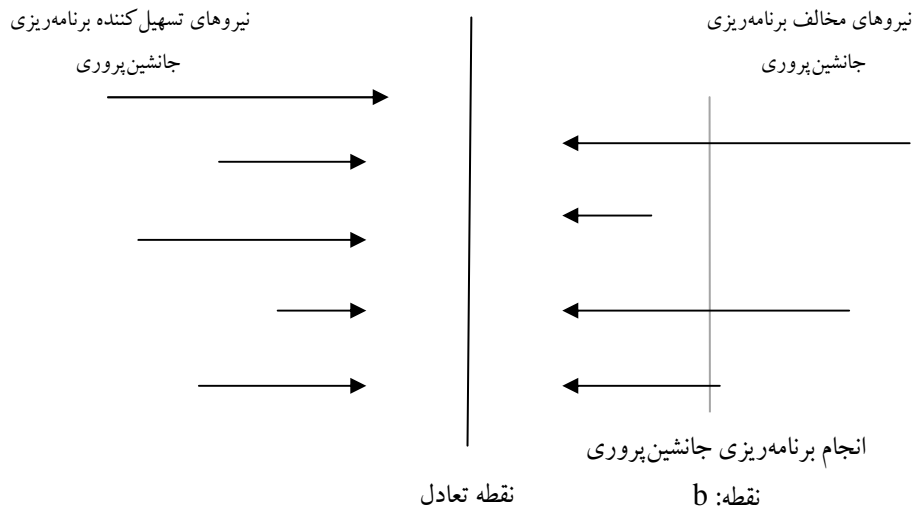 نیروهای مخالف برنامه‌ریزی
جانشین‌پروری
نیروهای تسهیل‌کننده برنامه‌ریزی
جانشین‌پروری
انجام برنامه‌ریزی جانشین‌پروری
نقطه: b
نقطه تعادل